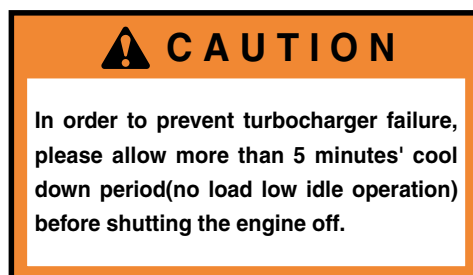 CAUTION
In order to prevent turbocharger failure,
please allow more than 5 minutes' cool
down period(no load low idle operation)
before shutting the engine off.